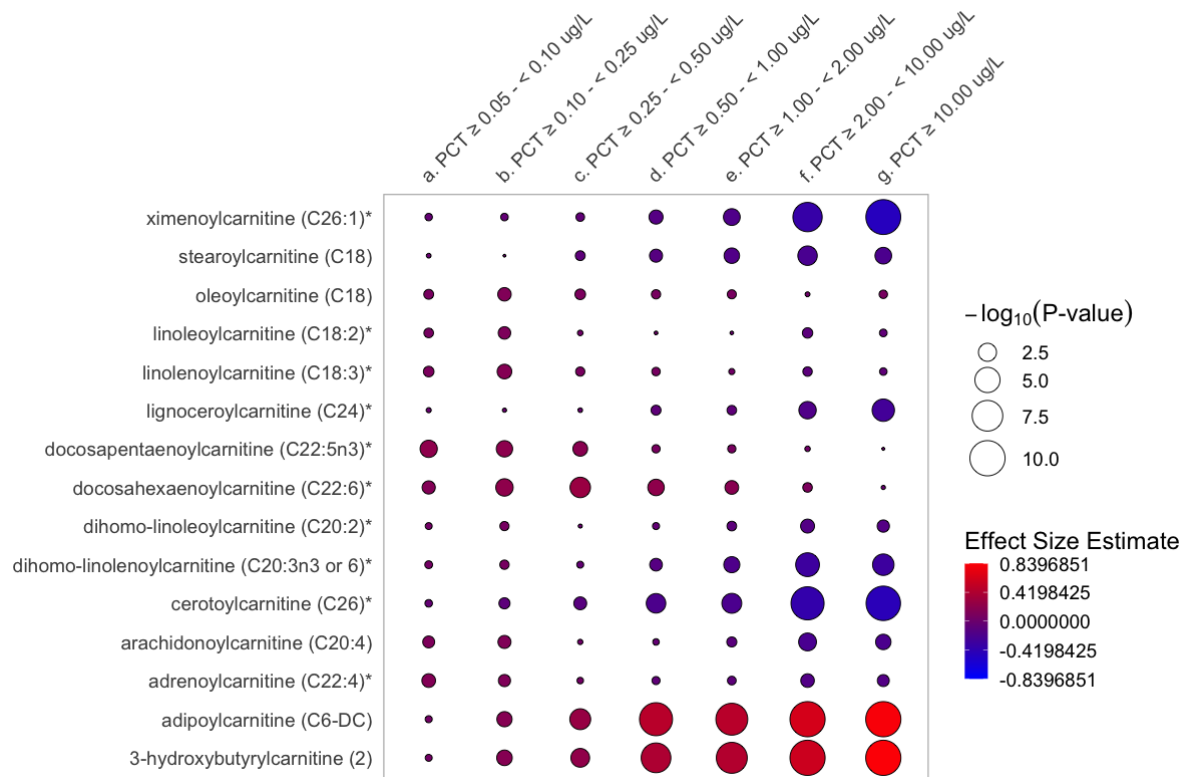 a. PCT ≥ 0.05 - < 0.10 ug/L
b. PCT ≥ 0.10 - < 0.25 ug/L
c. PCT ≥ 0.25 - < 0.50 ug/L
d. PCT ≥ 0.50 - < 1.00 ug/L
e. PCT ≥ 1.00 - < 2.00 ug/L
f. PCT ≥ 2.00 - < 10.00 ug/L
g. PCT ≥ 10.00 ug/L
ximenoylcarnitine (C26:1)*
stearoylcarnitine (C18)
oleoylcarnitine (C18)
linoleoylcarnitine (C18:2)*
linolenoylcarnitine (C18:3)*
lignoceroylcarnitine (C24)*
docosapentaenoylcarnitine (C22:5n3)*
docosahexaenoylcarnitine (C22:6)*
dihomo-linoleoylcarnitine (C20:2)*
dihomo-linolenoylcarnitine (C20:3n3 or 6)*
cerotoylcarnitine (C26)*
arachidonoylcarnitine (C20:4)
adrenoylcarnitine (C22:4)*
adipoylcarnitine (C6-DC)
3-hydroxybutyrylcarnitine (2)
−log₁₀(P-value)
2.5
5.0
7.5
10.0
Effect Size Estimate
0.8396851
0.4198425
0.0000000
-0.4198425
-0.8396851